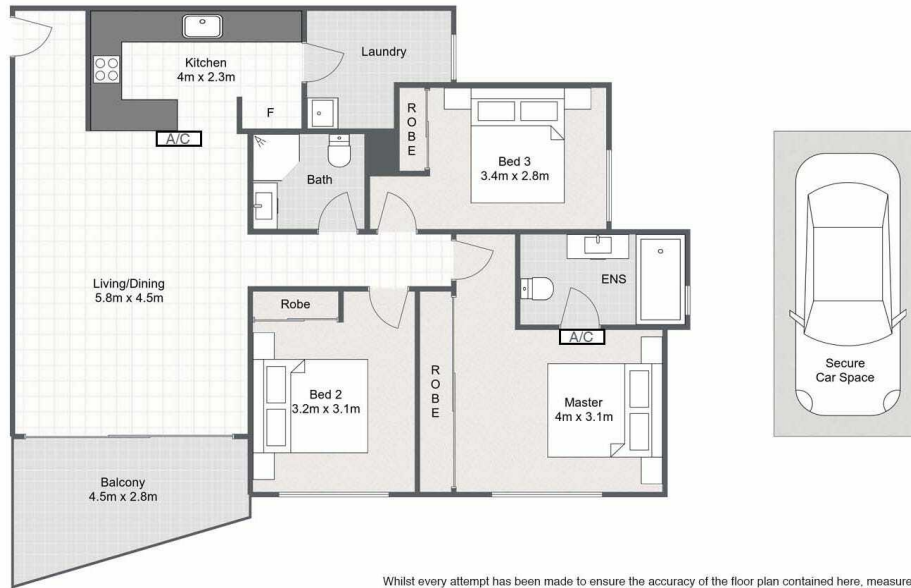 Kitchen
4m x 2.3m
F
A/C
Laundry
ROBE
Bed 3
3.4m x 2.8m
Bath
Living/Dining
5.8m x 4.5m
ENS
A/C
Robe
Bed 2
3.2m x 3.1m
ROBE
Master
4m x 3.1m
Secure
Car Space
Balcony
4.5m x 2.8m
Whilst every attempt has been made to ensure the accuracy of the floor plan contained here, measure